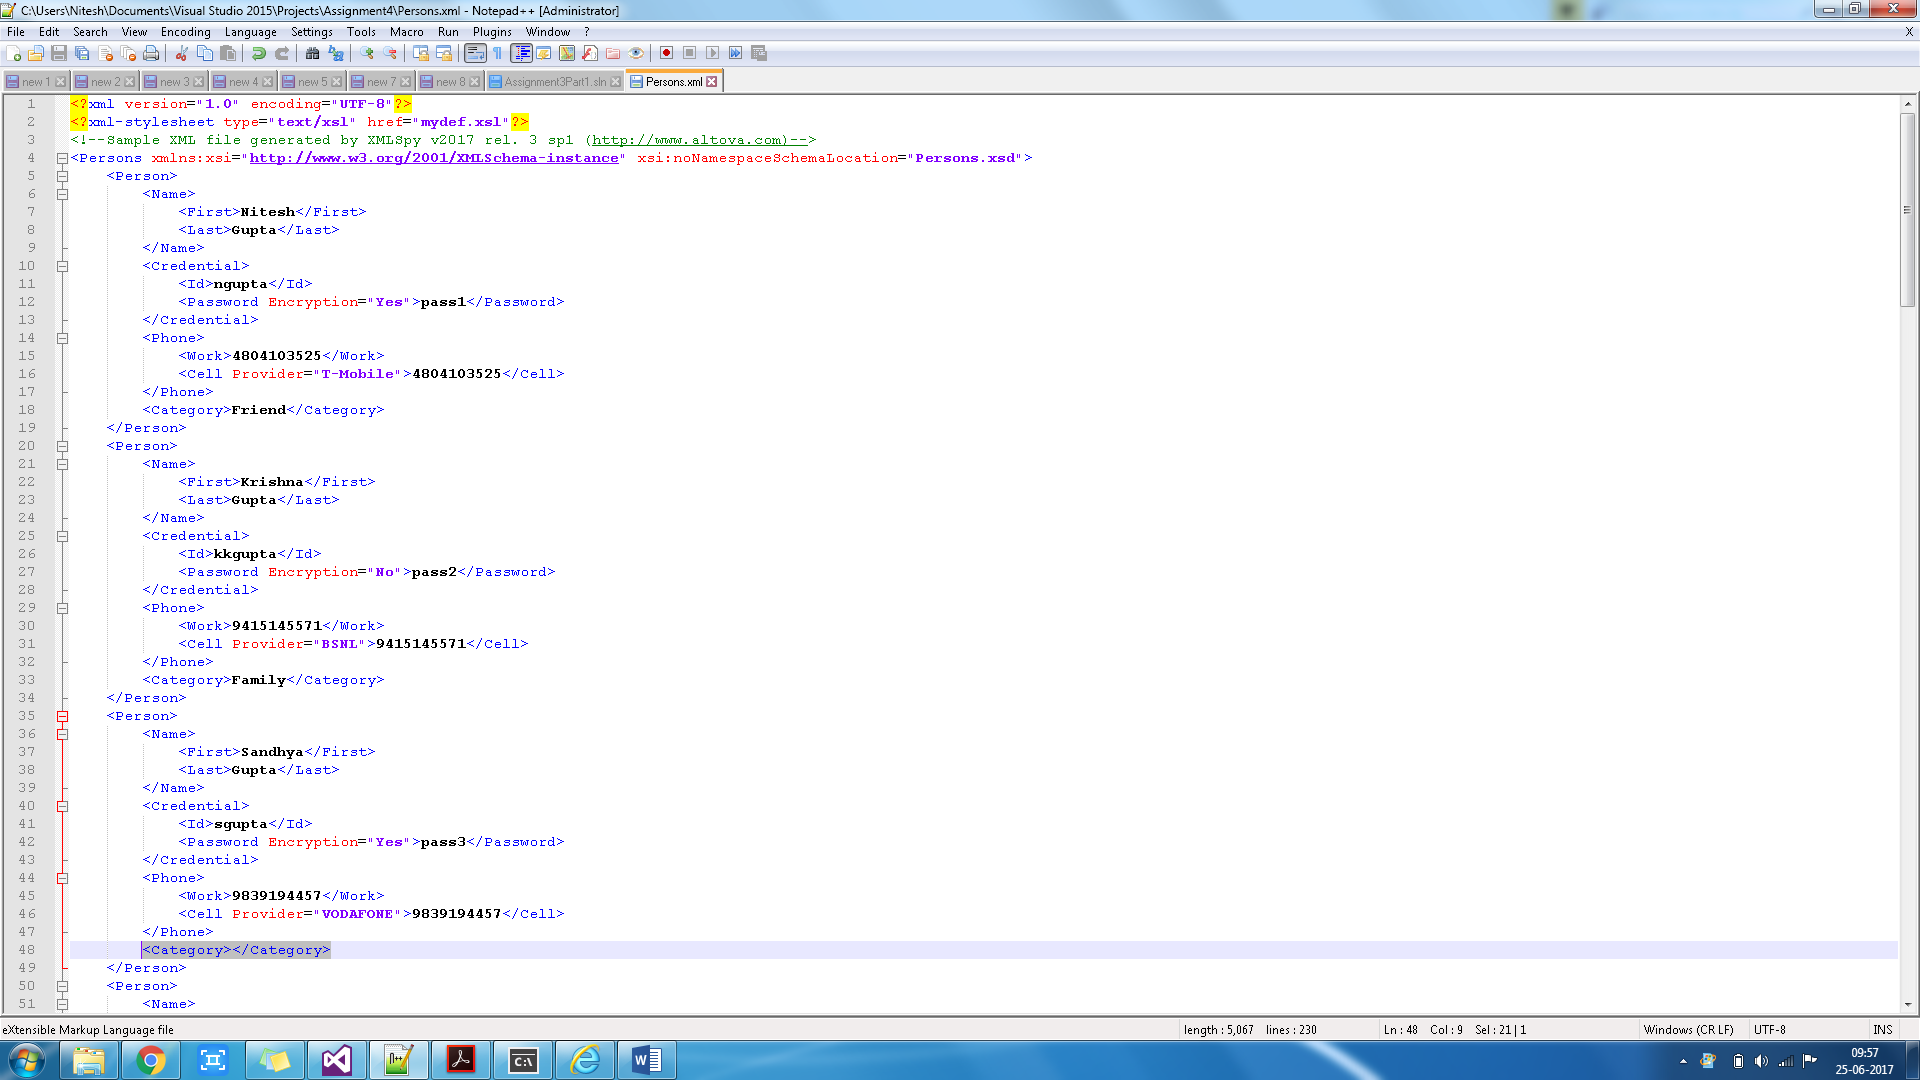 C:\Users\Nitesh\Documents\Visual Studio 2015\Projects\Assignment4\Persons.xml - Notepad++ [Administrator]
File Edit Search View Encoding Language Settings Tools Macro Run Plugins Window ? X
new 1 new 2 new 3 new 4 new 5 new 7 new 8 Assignment3Part1.sln Persons.xml
1 <?xml version="1.0" encoding="UTF-8"?>
2 <?xml-stylesheet type="text/xsl" href="mydef.xsl"?>
3 <!--Sample XML file generated by XMLSpy v2017 rel. 3 sp1 (http://www.altova.com)-->
4 <Persons xmlns:xsi="http://www.w3.org/2001/XMLSchema-instance" xsi:noNamespaceSchemaLocation="Persons.xsd">
5 <Person>
6 <Name>
7 <First>Nitesh</First>
8 <Last>Gupta</Last>
9 </Name>
10 <Credential>
11 <Id>ngupta</Id>
12 <Password Encryption="Yes">pass1</Password>
13 </Credential>
14 <Phone>
15 <Work>4804103525</Work>
16 <Cell Provider="T-Mobile">4804103525</Cell>
17 </Phone>
18 <Category>Friend</Category>
19 </Person>
20 <Person>
21 <Name>
22 <First>Krishna</First>
23 <Last>Gupta</Last>
24 </Name>
25 <Credential>
26 <Id>kkgupta</Id>
27 <Password Encryption="No">pass2</Password>
28 </Credential>
29 <Phone>
30 <Work>9415145571</Work>
31 <Cell Provider="BSNL">9415145571</Cell>
32 </Phone>
33 <Category>Family</Category>
34 </Person>
35 <Person>
36 <Name>
37 <First>Sandhya</First>
38 <Last>Gupta</Last>
39 </Name>
40 <Credential>
41 <Id>sgupta</Id>
42 <Password Encryption="Yes">pass3</Password>
43 </Credential>
44 <Phone>
45 <Work>9839194457</Work>
46 <Cell Provider="VODAFONE">9839194457</Cell>
47 </Phone>
48 <Category></Category>
49 </Person>
50 <Person>
51 <Name>
eXtensible Markup Language file length : 5,067 lines : 230 Ln : 48 Col : 9 Sel : 21 | 1 Windows (CR LF) UTF-8 INS
09:57
25-06-2017